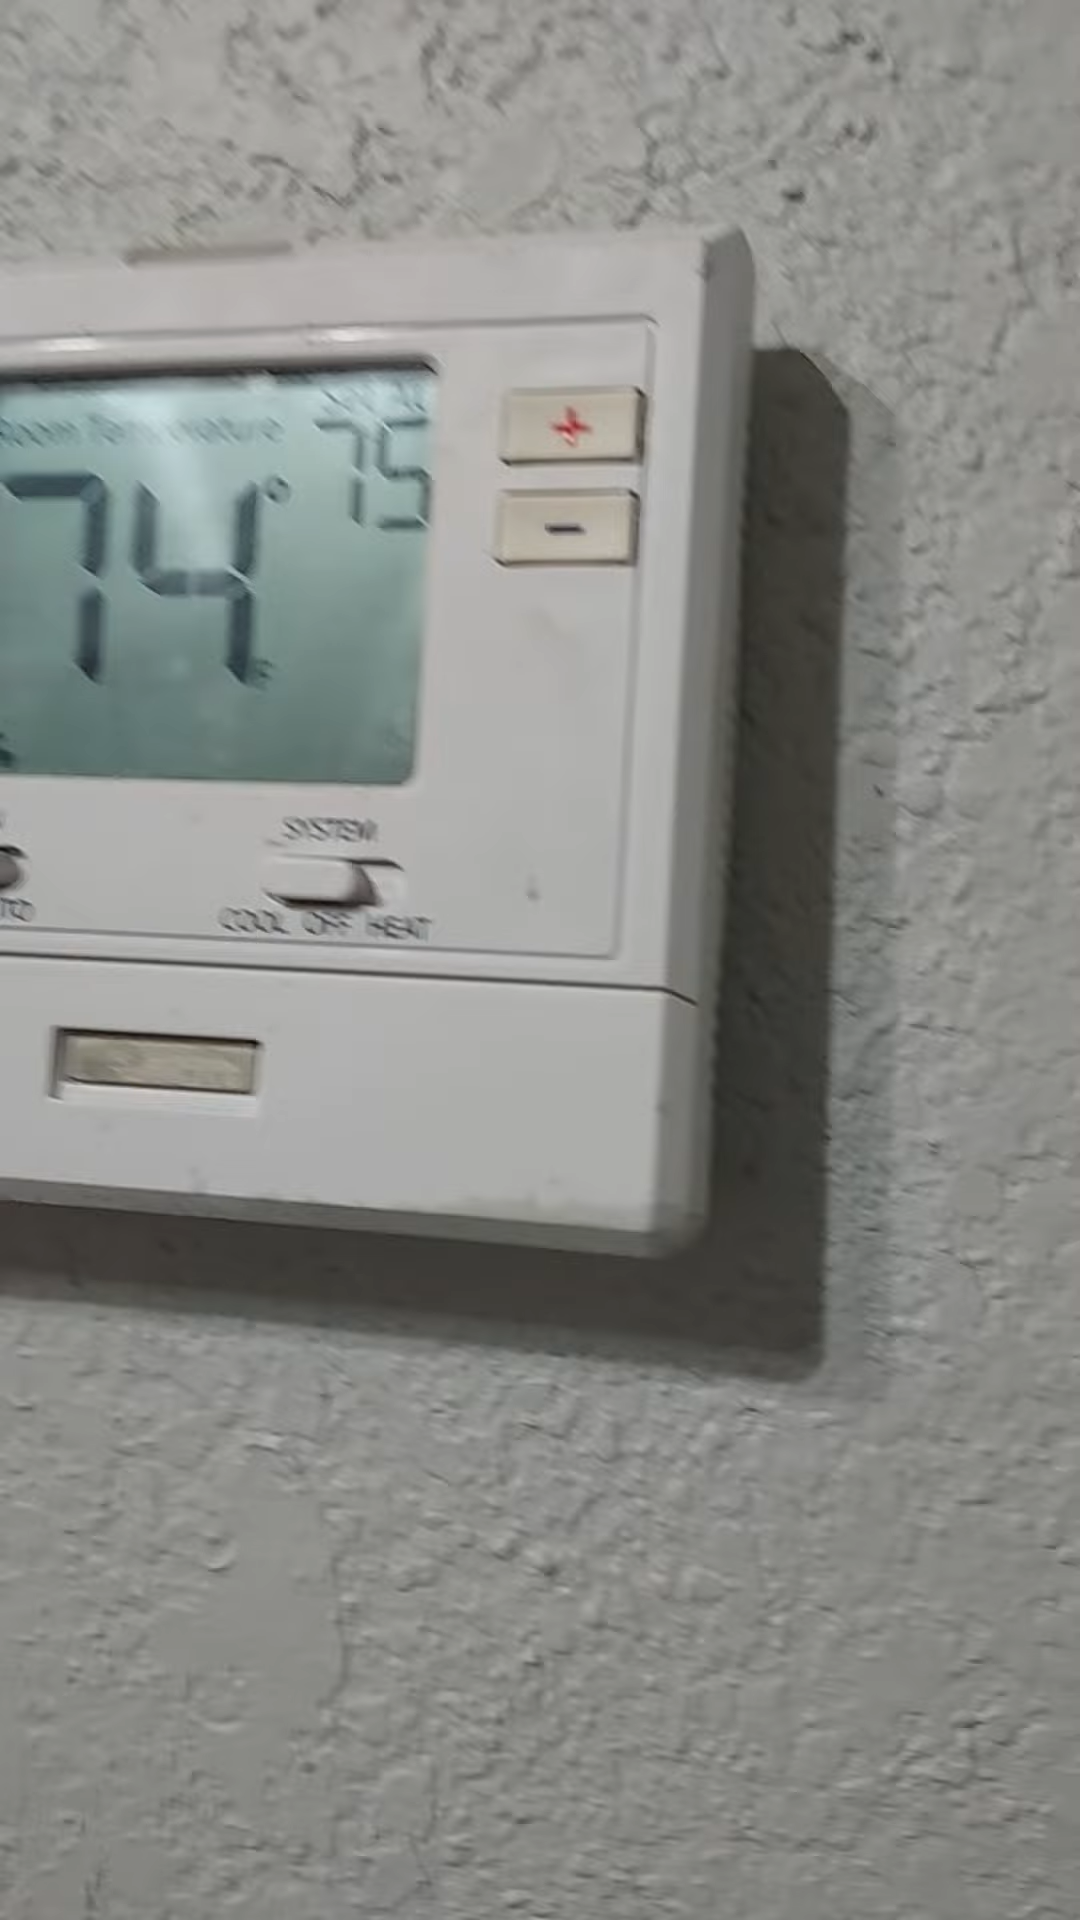 Room Temperature
75
74°
F
SYSTEM
COOL OFF HEAT
+
-